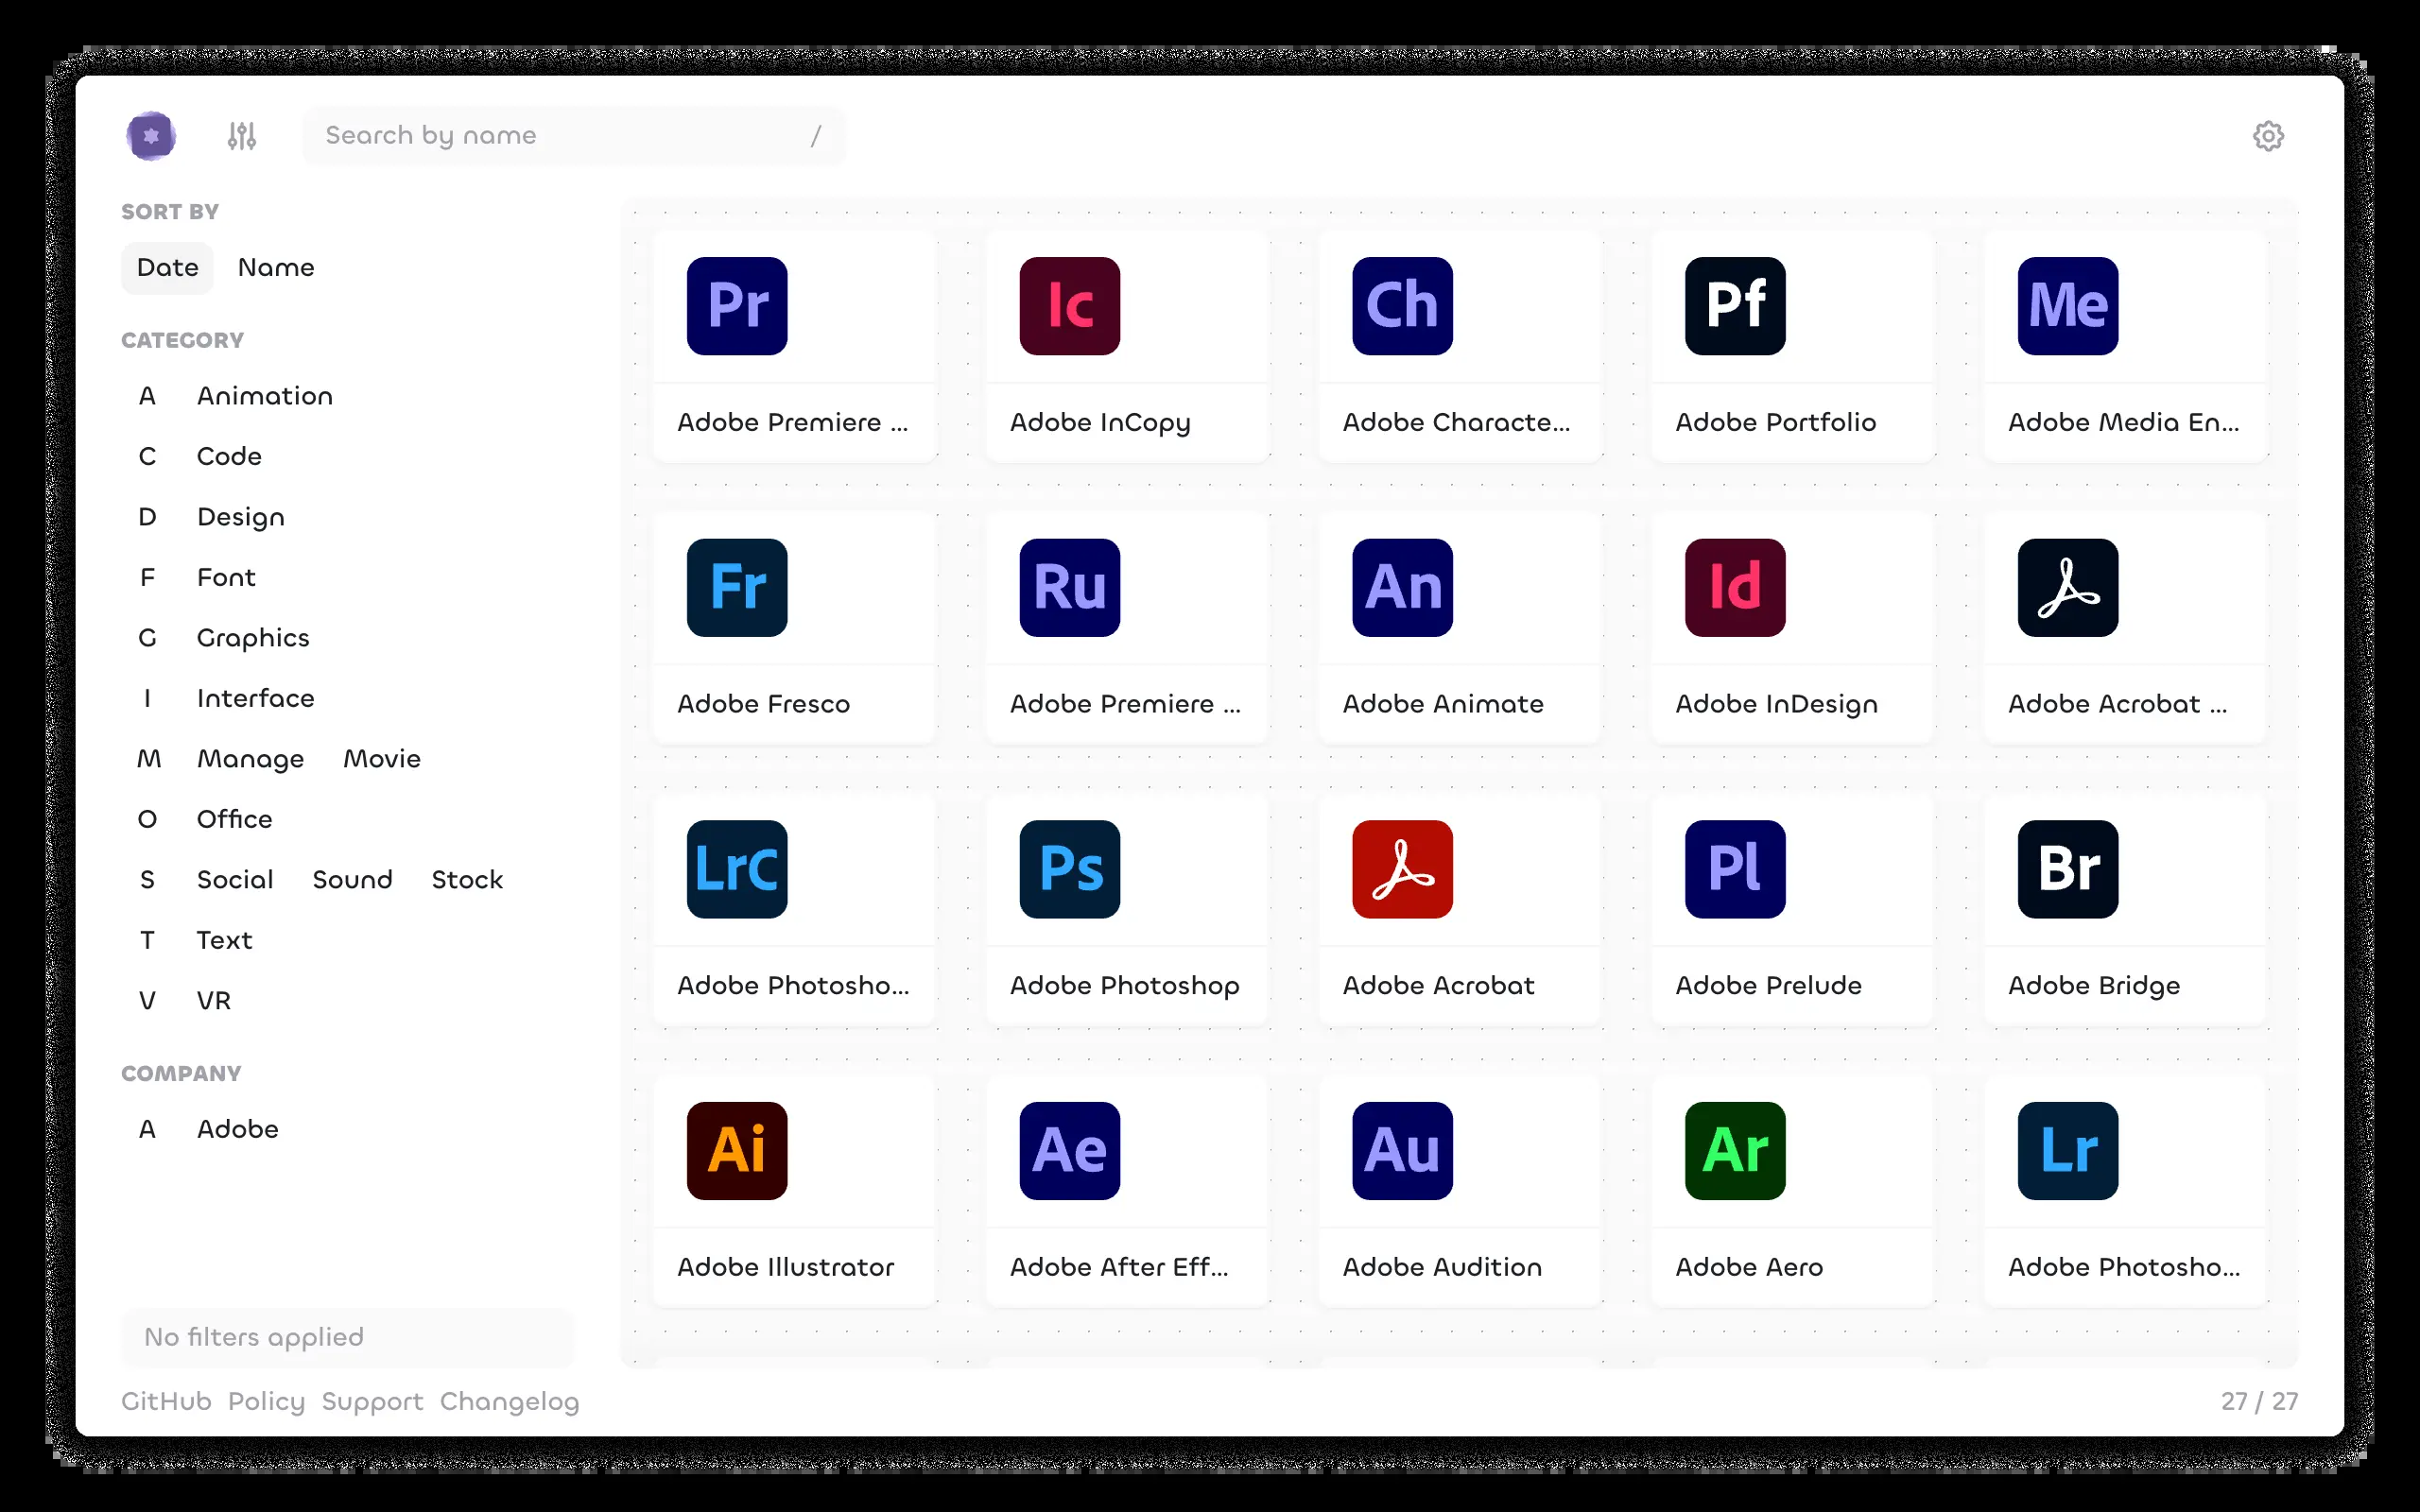 Search by name /
SORT BY
Date Name
CATEGORY
A Animation
C Code
D Design
F Font
G Graphics
I Interface
M Manage Movie
O Office
S Social Sound Stock
T Text
V VR
COMPANY
A Adobe
No filters applied
GitHub Policy Support Changelog
Pr Ic Ch Pf Me
Adobe Premiere ... Adobe InCopy Adobe Characte... Adobe Portfolio Adobe Media En...
Fr Ru An Id
Adobe Fresco Adobe Premiere ... Adobe Animate Adobe InDesign Adobe Acrobat ...
LrC Ps Pl Br
Adobe Photosho... Adobe Photoshop Adobe Acrobat Adobe Prelude Adobe Bridge
Ai Ae Au Ar Lr
Adobe Illustrator Adobe After Eff... Adobe Audition Adobe Aero Adobe Photosho...
27 / 27